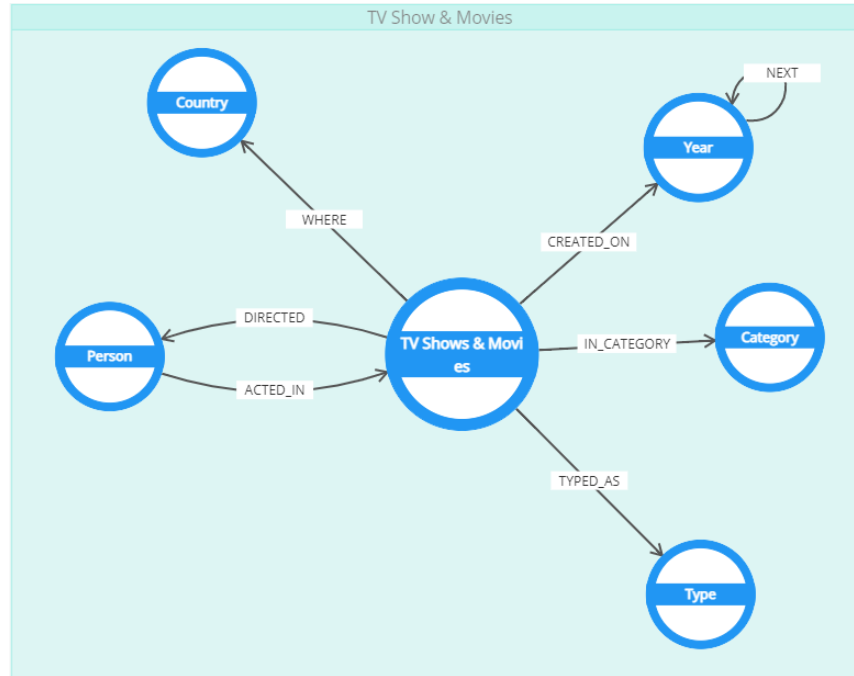 TV Show & Movies
NEXT
Country
Year
WHERE
CREATED_ON
DIRECTED
Category
TV Shows & Movi
es
IN_CATEGORY
Person
ACTED_IN
TYPED_AS
Type